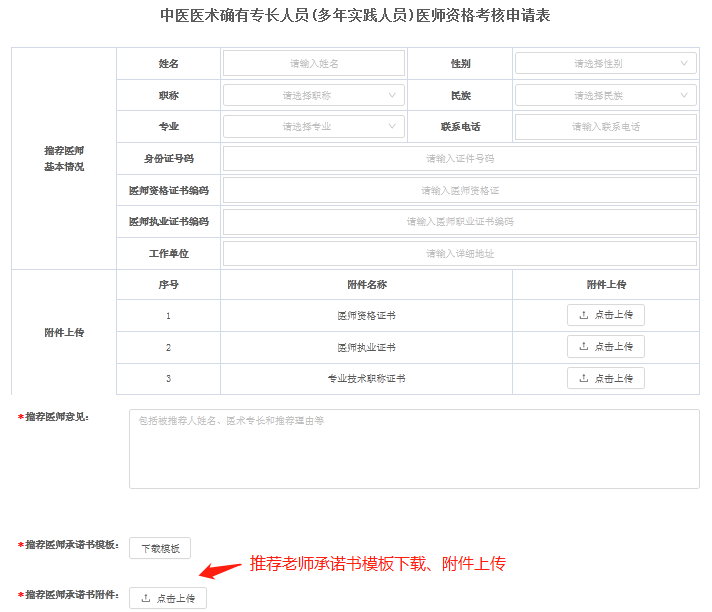 中医医术确有专长人员(多年实践人员)医师资格考核申请表
推荐医师
基本情况
姓名 请输入姓名 性别 请选择性别
职称 请选择职称 民族 请选择民族
专业 请选择专业 联系电话 请输入联系电话
身份证号码 请输入证件号码
医师资格证书编码 请输入医师资格证
医师执业证书编码 请输入医师职业证书编码
工作单位 请输入详细地址
附件上传
序号 附件名称 附件上传
1 医师资格证书 点击上传
2 医师执业证书 点击上传
3 专业技术职称证书 点击上传
*推荐医师意见: 包括被推荐人姓名、医术专长和推荐理由等
*推荐医师承诺书模板: 下载模板
推荐老师承诺书模板下载、附件上传
*推荐医师承诺书附件: 点击上传